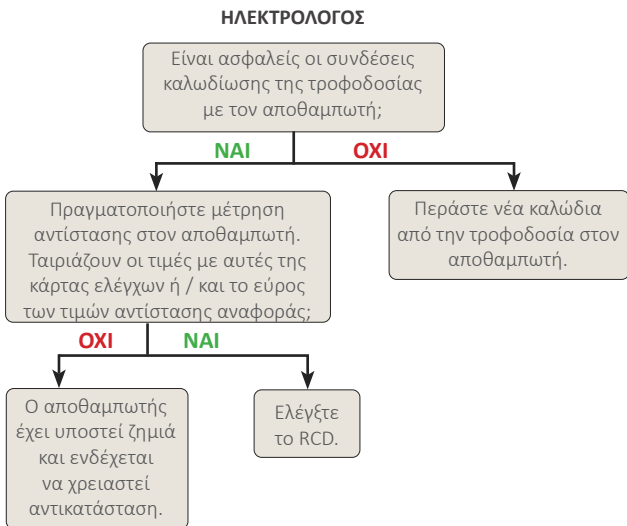 ΗΛΕΚΤΡΟΛΟΓΟΣ
Είναι ασφαλείς οι συνδέσεις
καλωδίωσης της τροφοδοσίας
με τον αποθαμπωτή;
ΝΑΙ
ΟΧΙ
Πραγματοποιήστε μέτρηση
αντίστασης στον αποθαμπωτή.
Ταιριάζουν οι τιμές με αυτές της
κάρτας ελέγχων ή / και το εύρος
των τιμών αντίστασης αναφοράς;
Περάστε νέα καλώδια
από την τροφοδοσία στον
αποθαμπωτή.
ΟΧΙ
ΝΑΙ
Ο αποθαμπωτής
έχει υποστεί ζημιά
και ενδέχεται
να χρειαστεί
αντικατάσταση.
Ελέγξτε
το RCD.